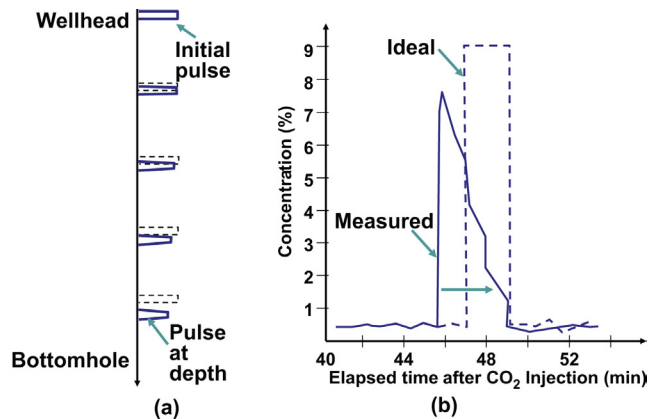 (a)
Wellhead
Initial
pulse
Pulse
at
depth
Bottomhole
(a)
Concentration (%)
9
8
7
6
5
4
3
2
1
Ideal
Measured
40
44
48
52
Elapsed time after CO₂ Injection (min)
(b)